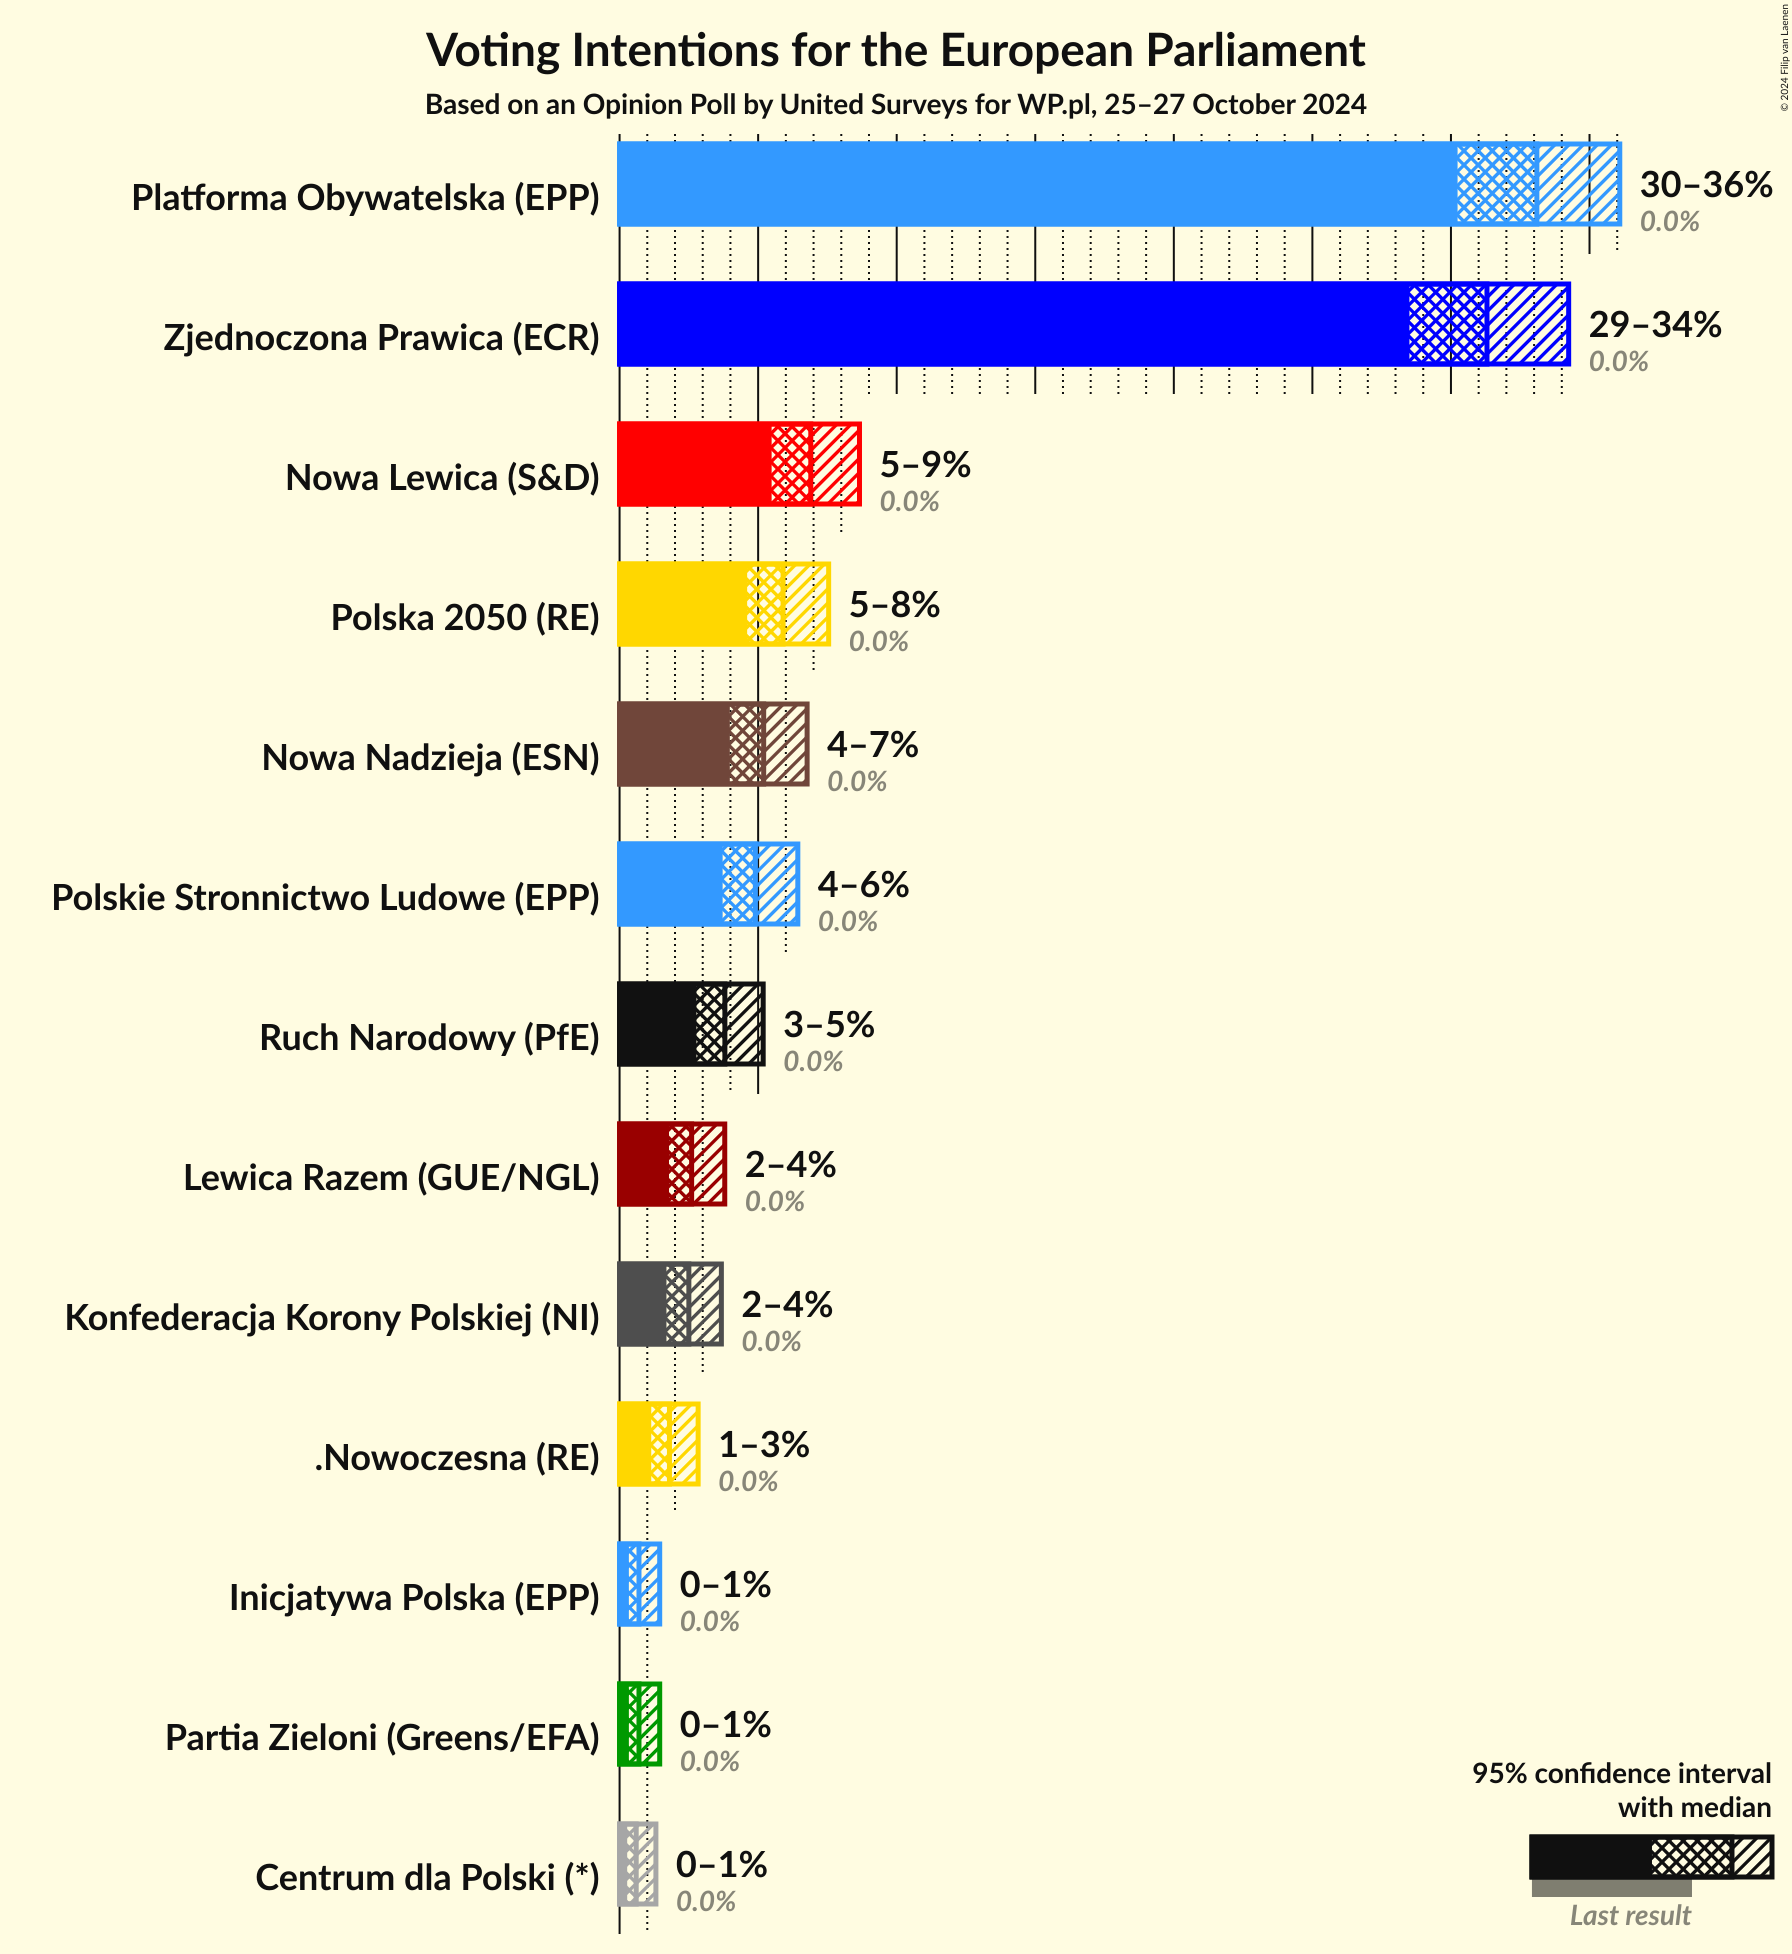 Voting Intentions for the European Parliament
Based on an Opinion Poll by United Surveys for WP.pl, 25–27 October 2024
© 2024 Filip van Laenen
Platforma Obywatelska (EPP)
30–36%
0.0%
Zjednoczona Prawica (ECR)
29–34%
0.0%
Nowa Lewica (S&D)
5–9%
0.0%
Polska 2050 (RE)
5–8%
0.0%
Nowa Nadzieja (ESN)
4–7%
0.0%
Polskie Stronnictwo Ludowe (EPP)
4–6%
0.0%
Ruch Narodowy (PfE)
3–5%
0.0%
Lewica Razem (GUE/NGL)
2–4%
0.0%
Konfederacja Korony Polskiej (NI)
2–4%
0.0%
.Nowoczesna (RE)
1–3%
0.0%
Inicjatywa Polska (EPP)
0–1%
0.0%
Partia Zieloni (Greens/EFA)
0–1%
0.0%
Centrum dla Polski (*)
0–1%
0.0%
95% confidence interval
with median
Last result